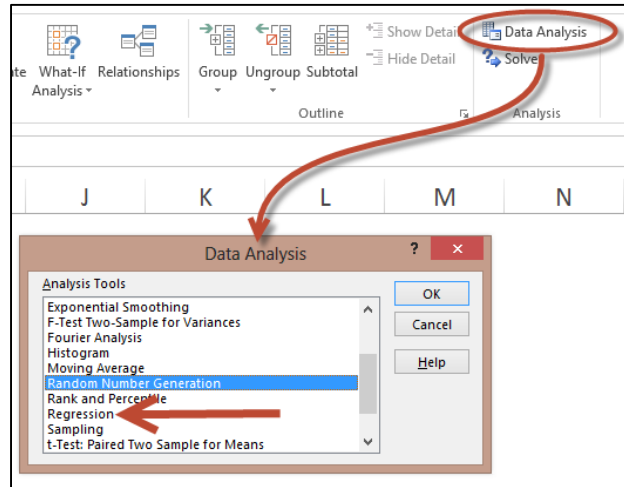 Show Detail
Data Analysis
ate What-If Relationships Group Ungroup Subtotal
Hide Detail
Solver
Analysis
Outline
Analysis
J K L M N
Data Analysis ?
Analysis Tools
OK
Exponential Smoothing
F-Test Two-Sample for Variances
Cancel
Fourier Analysis
Histogram
Help
Moving Average
Random Number Generation
Rank and Percentile
Regression
Sampling
t-Test: Paired Two Sample for Means